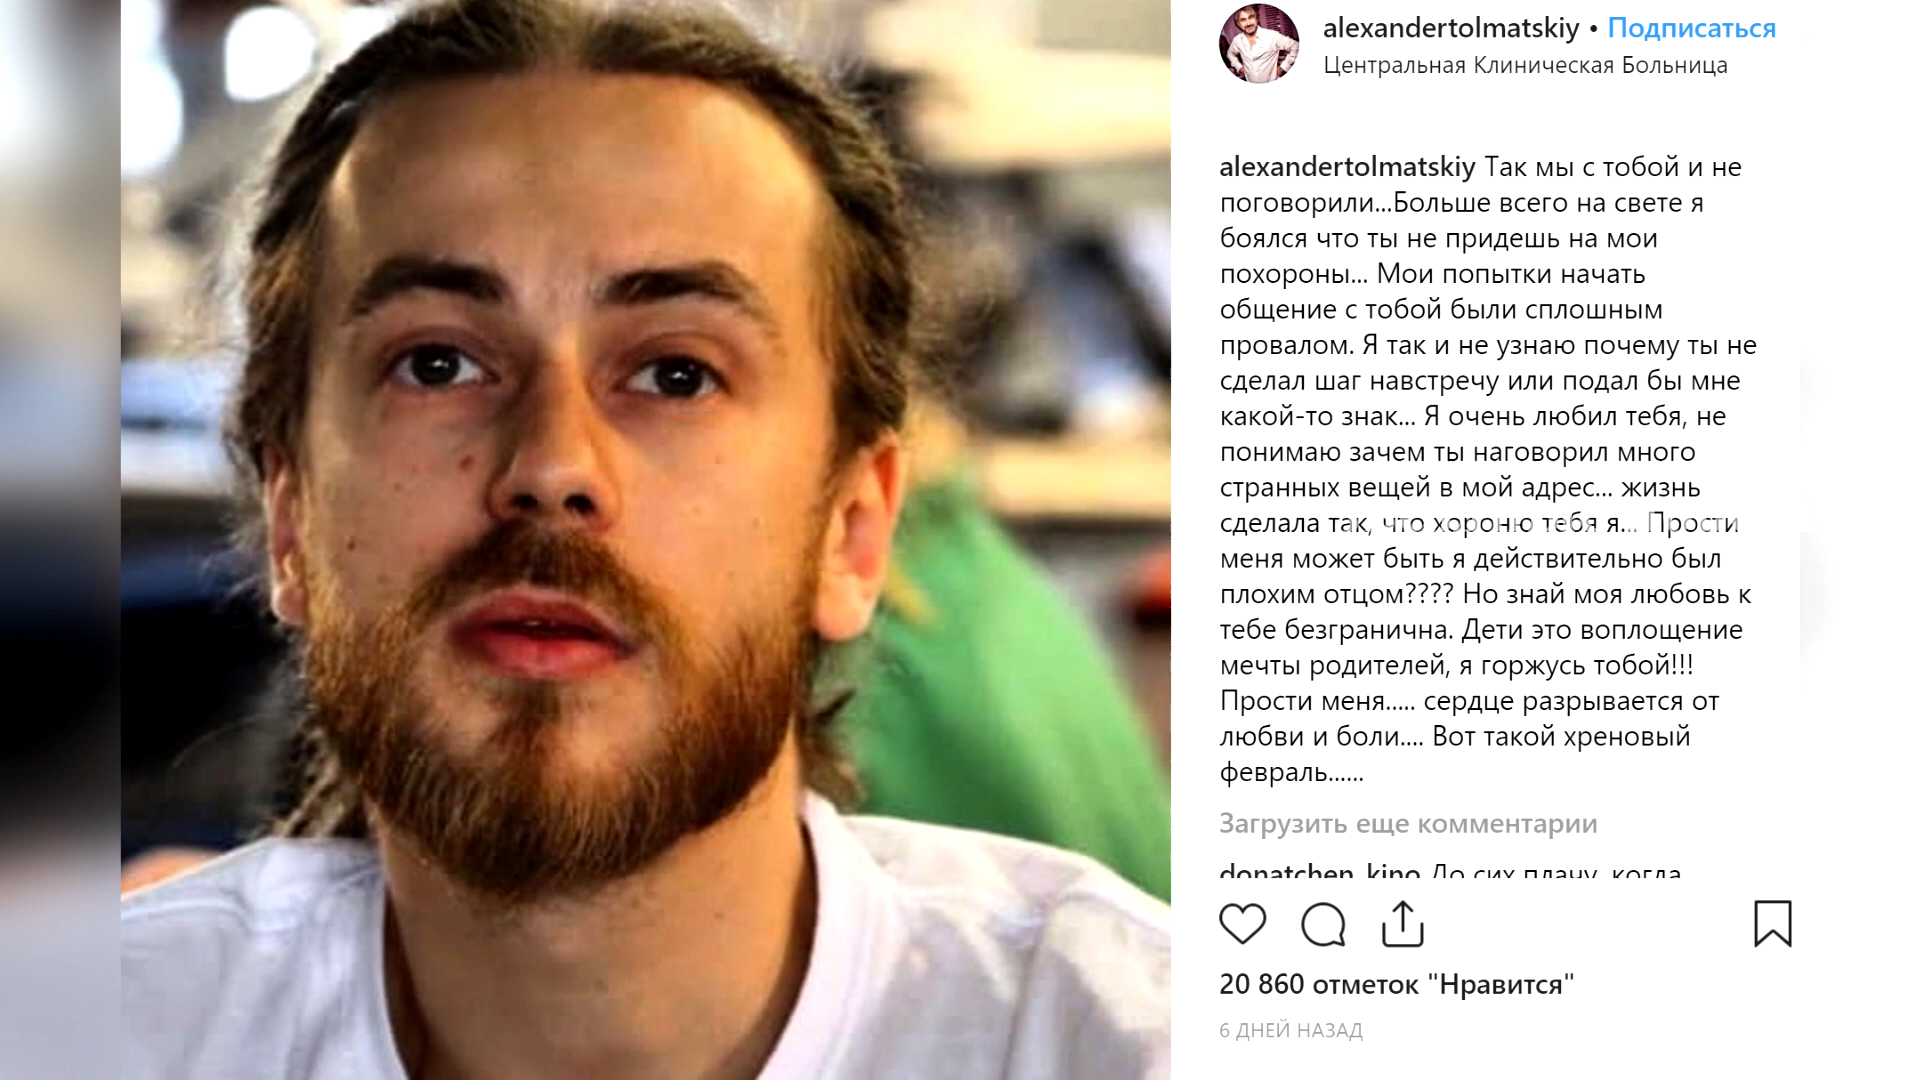 alexandertolmatskiy • Подписаться
Центральная Клиническая Больница
alexandertolmatskiy Так мы с тобой и не
поговорили...Больше всего на свете я
боялся что ты не придешь на мои
похороны... Мои попытки начать
общение с тобой были сплошным
провалом. Я так и не узнаю почему ты не
сделал шаг навстречу или подал бы мне
какой-то знак... Я очень любил тебя, не
понимаю зачем ты наговорил много
странных вещей в мой адрес... жизнь
сделала так, что хороню тебя я... Прости
меня может быть я действительно был
плохим отцом???? Но знай моя любовь к
тебе безгранична. Дети это воплощение
мечты родителей, я горжусь тобой!!!
Прости меня..... сердце разрывается от
любви и боли.... Вот такой хреновый
февраль......
Загрузить еще комментарии
donatchen_kino До сих плачу, когда
20 860 отметок "Нравится"
6 ДНЕЙ НАЗАД